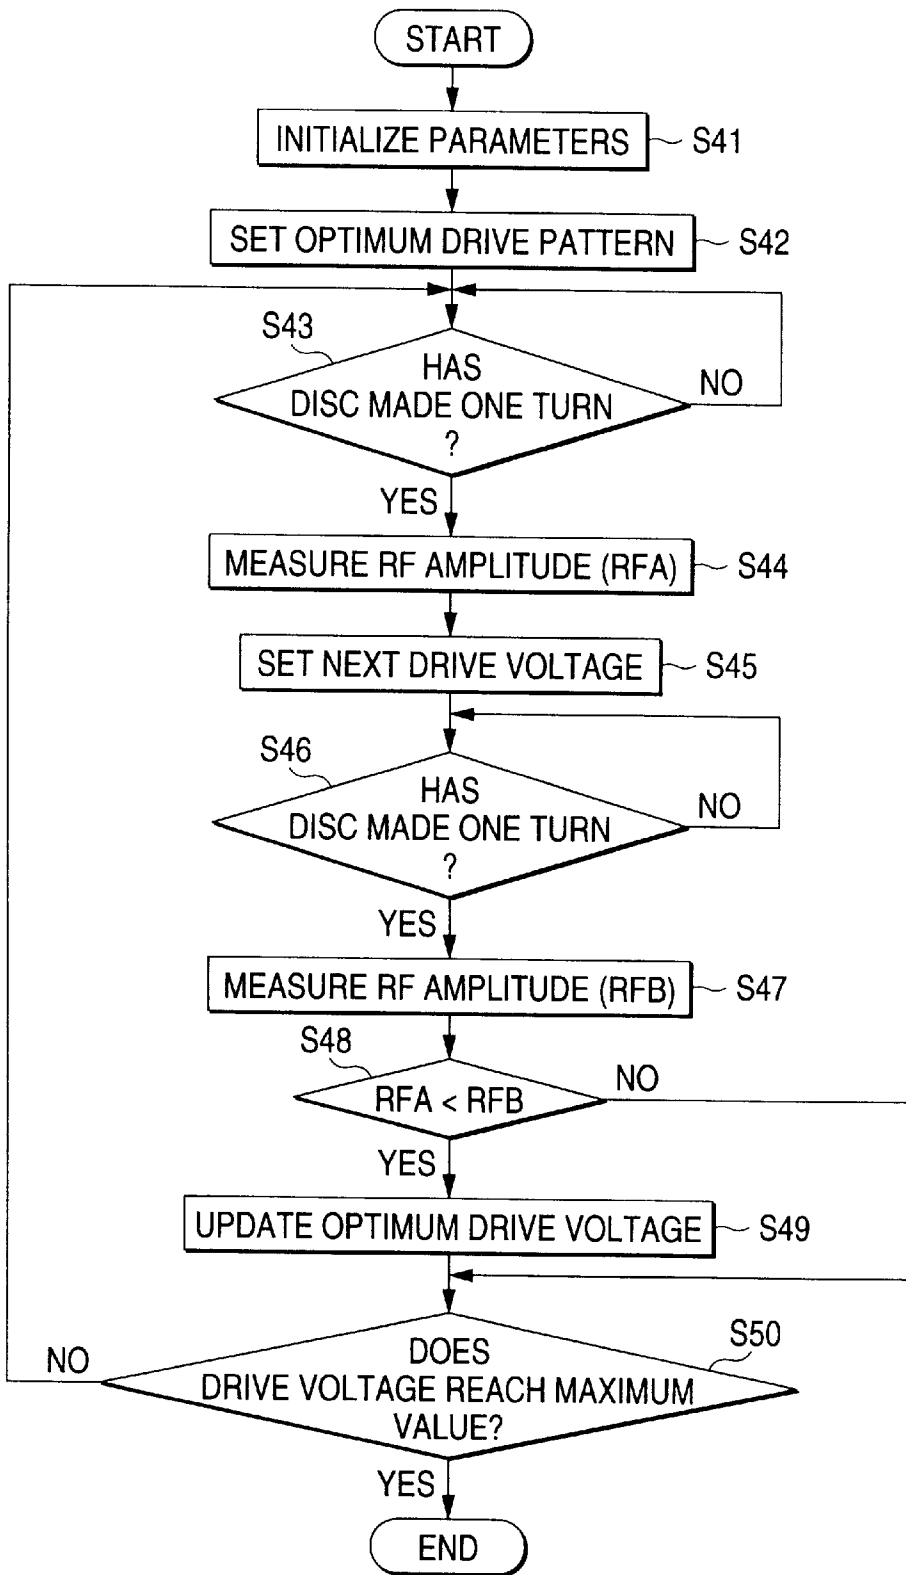 START
INITIALIZE PARAMETERS
S41
SET OPTIMUM DRIVE PATTERN
S42
S43
HAS
DISC MADE ONE TURN
?
NO
YES
MEASURE RF AMPLITUDE (RFA)
S44
SET NEXT DRIVE VOLTAGE
S45
S46
HAS
DISC MADE ONE TURN
?
NO
YES
MEASURE RF AMPLITUDE (RFB)
S47
S48
RFA < RFB
NO
YES
UPDATE OPTIMUM DRIVE VOLTAGE
S49
S50
DOES
DRIVE VOLTAGE REACH MAXIMUM
VALUE?
NO
YES
END